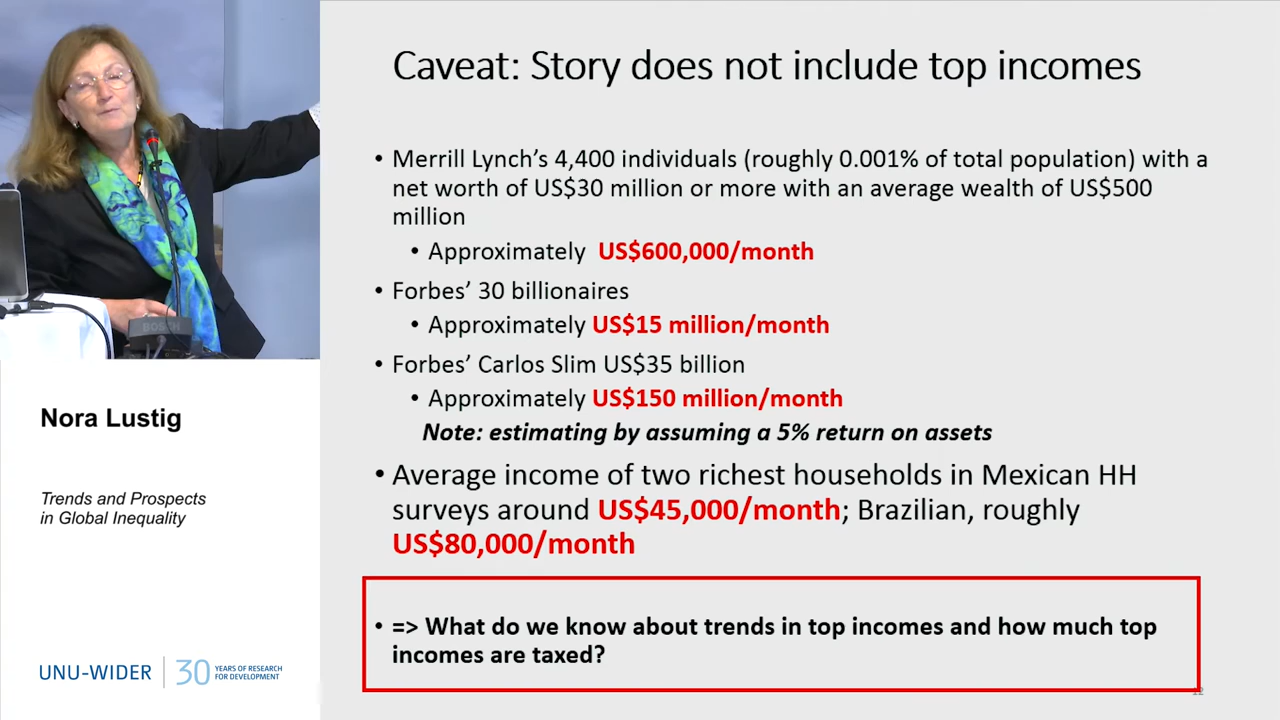 Caveat: Story does not include top incomes
• Merrill Lynch's 4,400 individuals (roughly 0.001% of total population) with a
net worth of US$30 million or more with an average wealth of US$500
million
• Approximately US$600,000/month
• Forbes' 30 billionaires
• Approximately US$15 million/month
• Forbes' Carlos Slim US$35 billion
• Approximately US$150 million/month
Note: estimating by assuming a 5% return on assets
• Average income of two richest households in Mexican HH
surveys around US$45,000/month; Brazilian, roughly
US$80,000/month
• => What do we know about trends in top incomes and how much top
incomes are taxed?
12
BOSCH
Nora Lustig
Trends and Prospects
in Global Inequality
UNU-WIDER
30 YEARS OF RESEARCH
FOR DEVELOPMENT